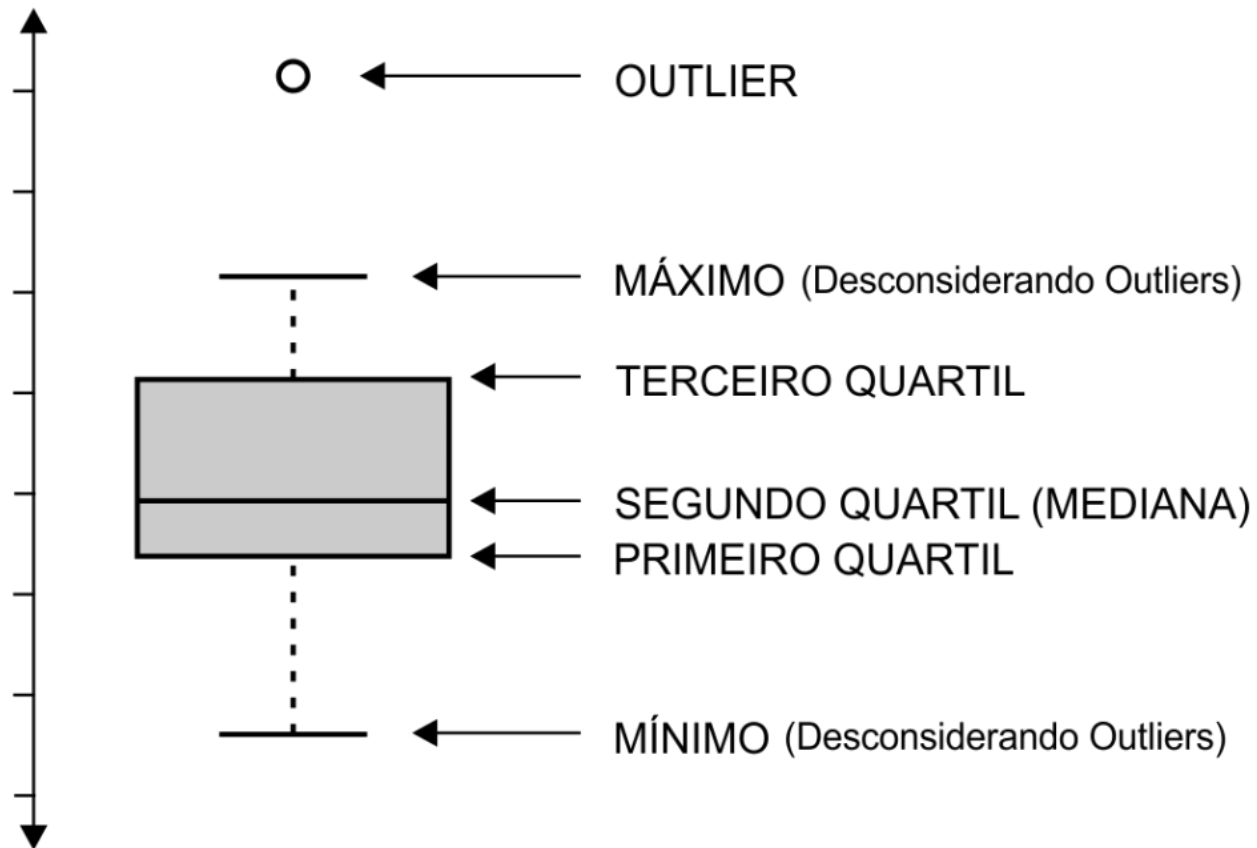 OUTLIER
MÁXIMO (Desconsiderando Outliers)
TERCEIRO QUARTIL
SEGUNDO QUARTIL (MEDIANA)
PRIMEIRO QUARTIL
MÍNIMO (Desconsiderando Outliers)